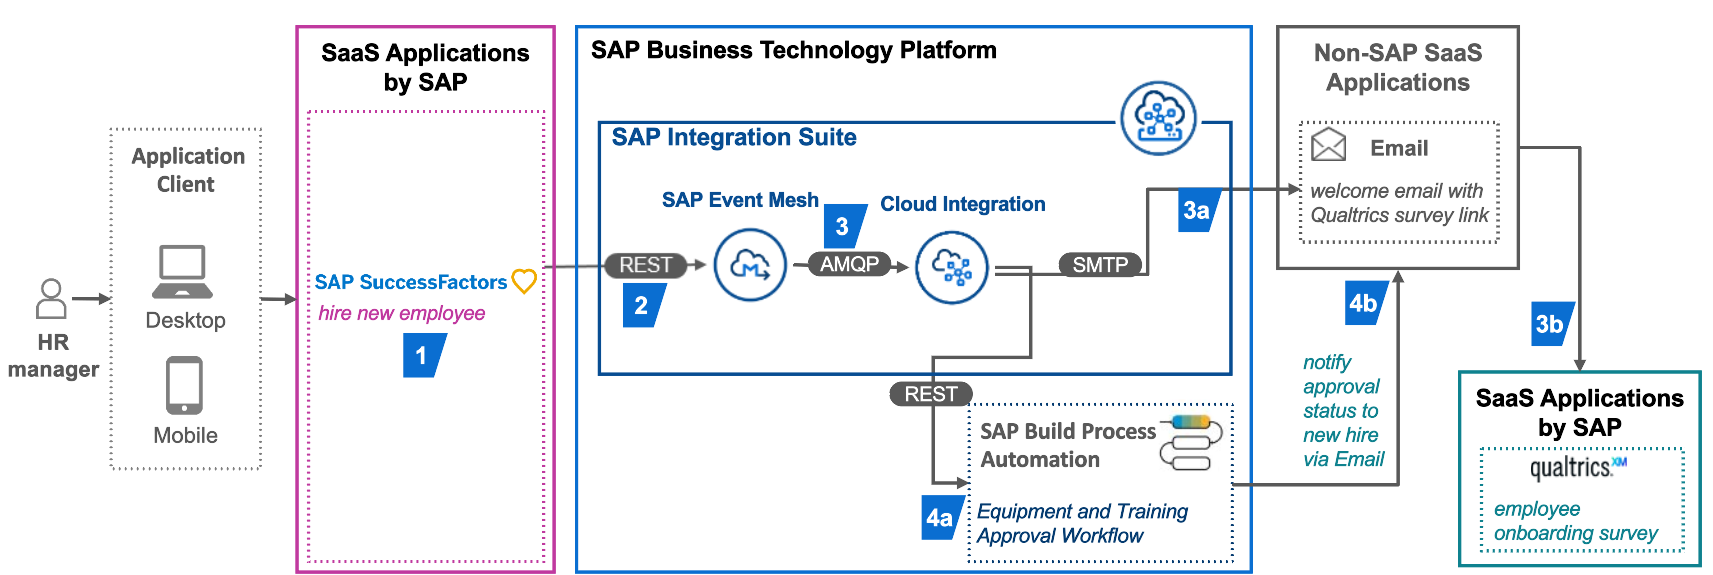 HR
manager
Application
Client
Desktop
Mobile
SaaS Applications
by SAP
SAP SuccessFactors
hire new employee
1
SAP Business Technology Platform
SAP Integration Suite
SAP Event Mesh
3
Cloud Integration
REST
AMQP
SMTP
2
3a
REST
SAP Build Process
Automation
4a
Equipment and Training
Approval Workflow
Non-SAP SaaS
Applications
Email
welcome email with
Qualtrics survey link
4b
notify
approval
status to
new hire
via Email
3b
SaaS Applications
by SAP
qualtrics.XM
employee
onboarding survey